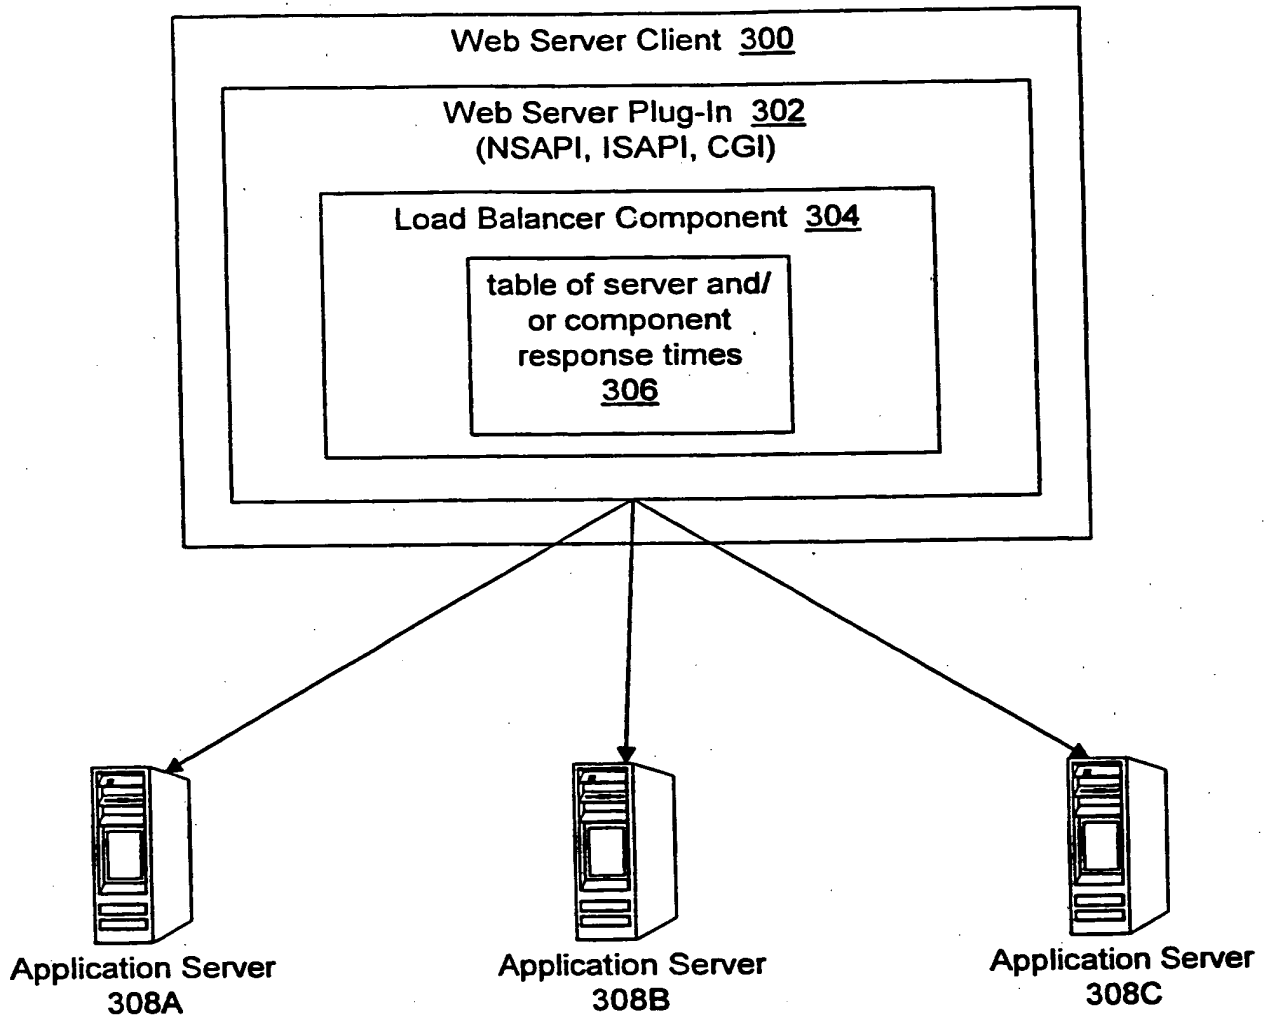 Web Server Client 300
Web Server Plug-In 302
(NSAPI, ISAPI, CGI)
Load Balancer Component 304
table of server and/
or component
response times
306
Application Server
308A
Application Server
308B
Application Server
308C